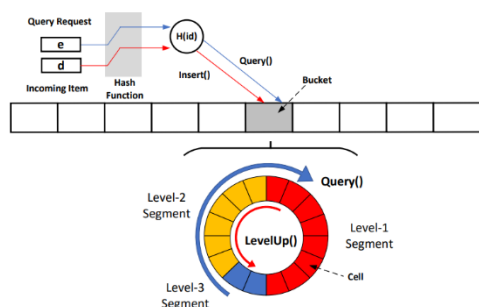 Query Request
e
d
Incoming Item
Hash
Function
H(id)
Query()
Insert()
Bucket
Query()
Level-2
Segment
LevelUp()
Level-1
Segment
Cell
Level-3
Segment